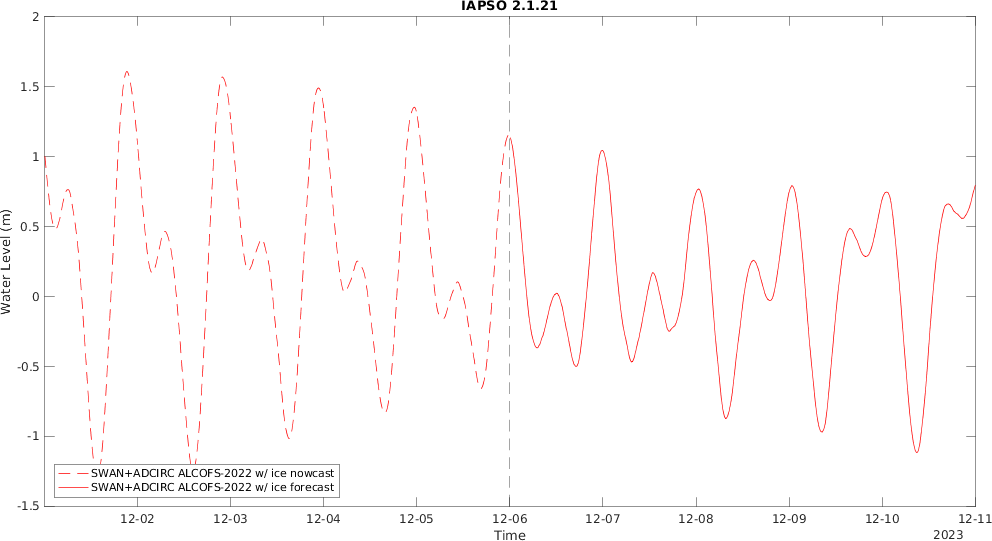 IAPSO 2.1.21
2
1.5
1
0.5
0
-0.5
-1
-1.5
Water Level (m)
SWAN+ADCIRC ALCOFS-2022 w/ ice nowcast
SWAN+ADCIRC ALCOFS-2022 w/ ice forecast
12-02 12-03 12-04 12-05 12-06 12-07 12-08 12-09 12-10 12-11
Time
2023